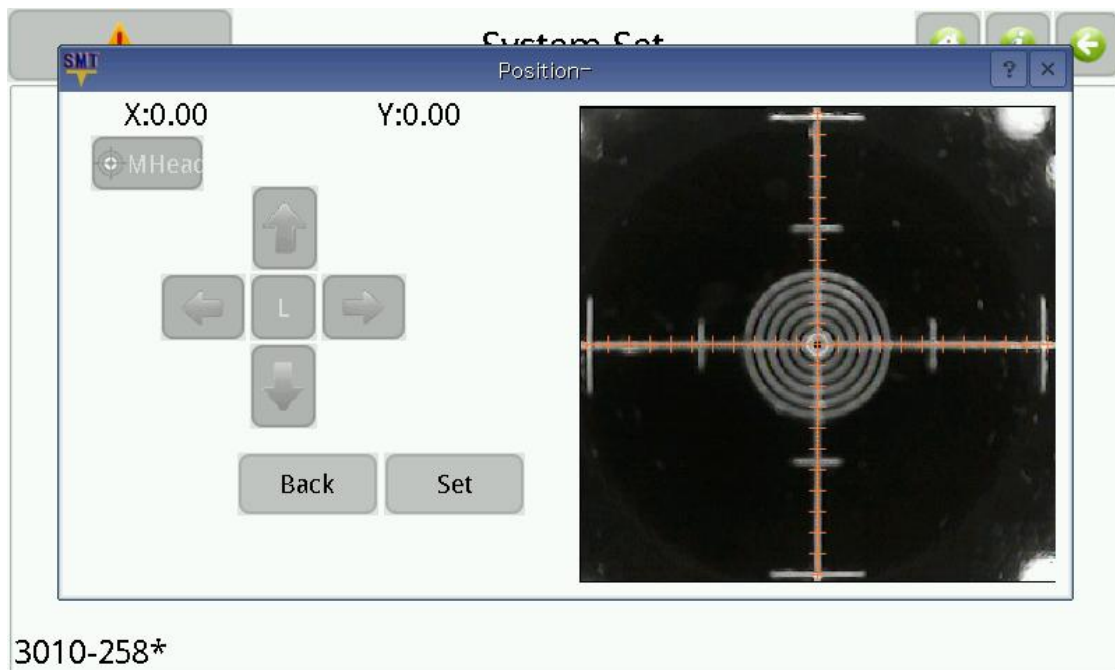 System Set
SMT
Position-
?
×
X:0.00
Y:0.00
MHead
L
Back
Set
3010-258*